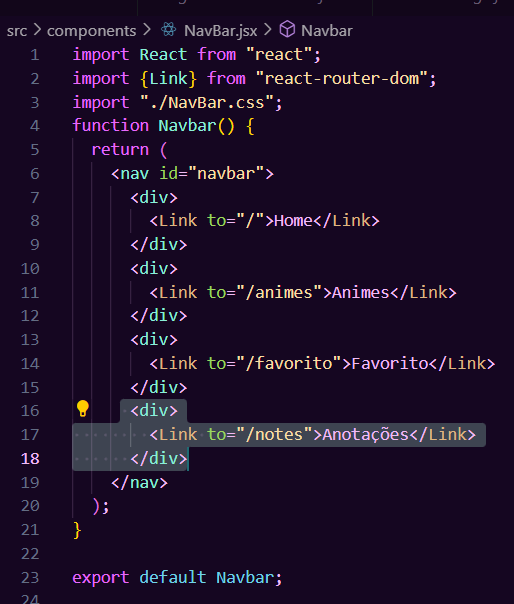 src > components > NavBar.jsx > Navbar
1 import React from "react";
2 import {Link} from "react-router-dom";
3 import "./NavBar.css";
4 function Navbar() {
5 return (
6 <nav id="navbar">
7 <div>
8 <Link to="/">Home</Link>
9 </div>
10 <div>
11 <Link to="/animes">Animes</Link>
12 </div>
13 <div>
14 <Link to="/favorito">Favorito</Link>
15 </div>
16 <div>
17 <Link to="/notes">Anotações</Link>
18 </div>
19 </nav>
20 );
21 }
22
23 export default Navbar;
24